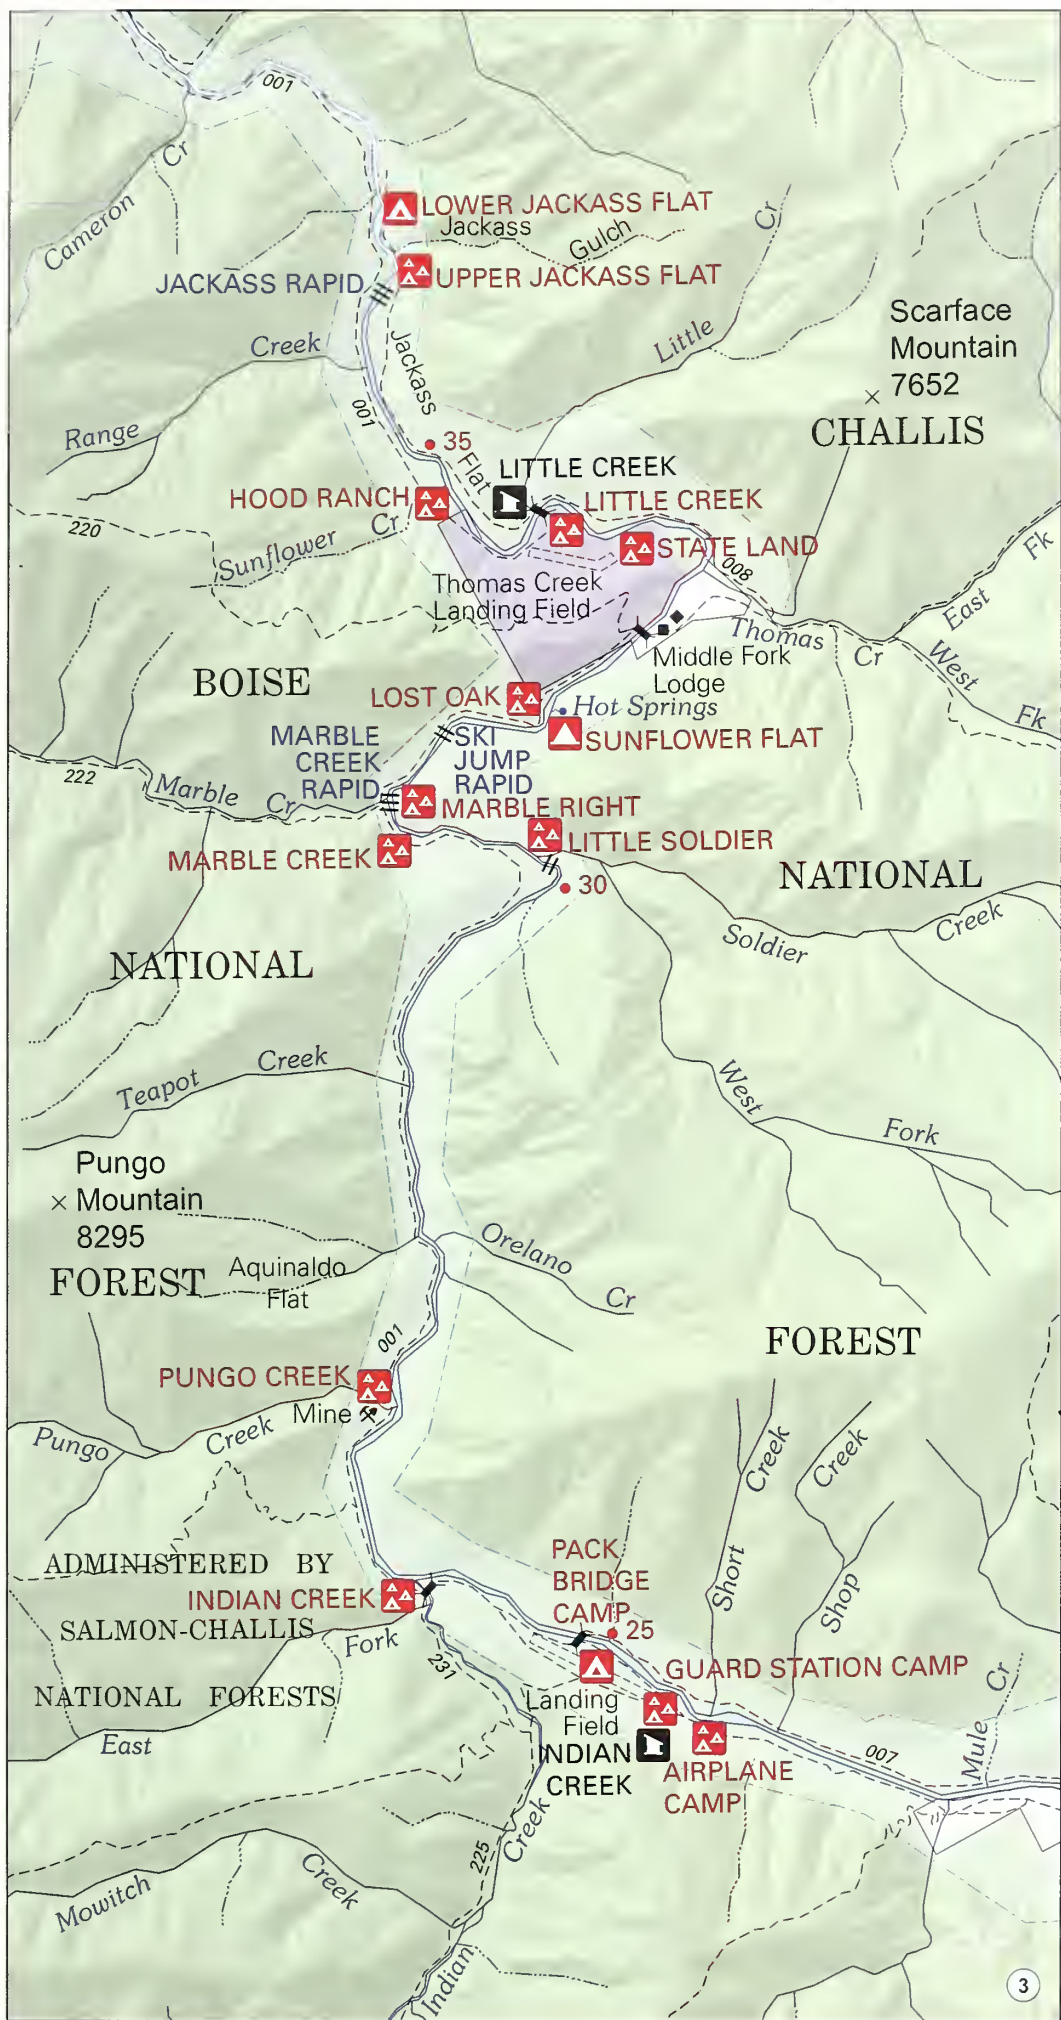 001
Cameron
Cr
LOWER JACKASS FLAT
Jackass
Gulch
Cr
JACKASS RAPID
UPPER JACKASS FLAT
Scarface
Mountain
7652
Creek
Little
Jackass
Flat
001
CHALLIS
Range
35
LITTLE CREEK
HOOD RANCH
LITTLE CREEK
220
Sunflower
Cr
STATE LAND
008
Fk
Thomas Creek
Landing Field
East
Thomas
Cr
West
Fk
Middle Fork
Lodge
BOISE
LOST OAK
Hot Springs
MARBLE
CREEK
RAPID
SKI
JUMP
RAPID
SUNFLOWER FLAT
222
Marble
Cr
MARBLE RIGHT
MARBLE CREEK
LITTLE SOLDIER
30
NATIONAL
Soldier
Creek
NATIONAL
Teapot
Creek
West
Fork
Pungo
Mountain
8295
Orelano
Cr
FOREST
Aquinaldo
Flat
001
FOREST
PUNGO CREEK
Mine
Pungo
Creek
Creek
Creek
Short
Shop
ADMINISTERED BY
SALMON-CHALLIS
NATIONAL FORESTS
INDIAN CREEK
PACK
BRIDGE
CAMP
25
Fork
231
GUARD STATION CAMP
Landing
Field
East
INDIAN
CREEK
AIRPLANE
CAMP
007
Mule
Cr
Creek
225
Mowitch
Creek
Indian
3